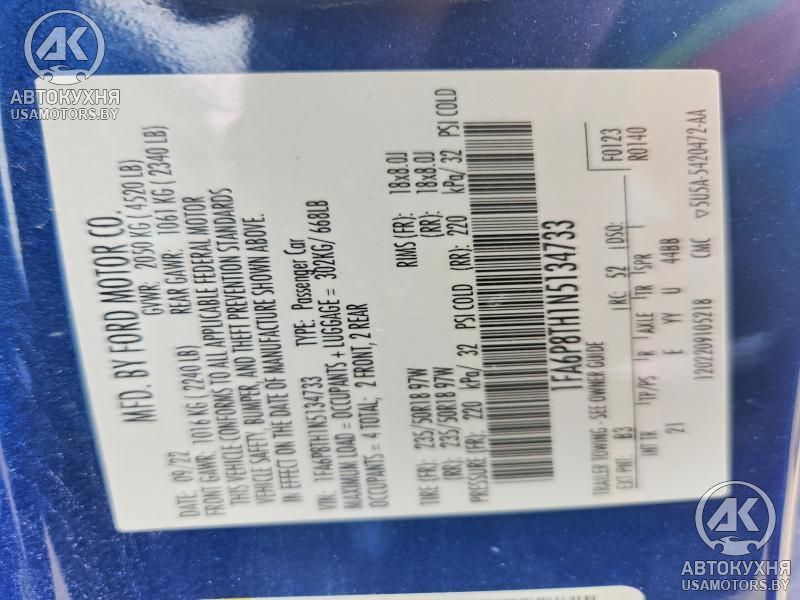 АВТОКУХНЯ
USAMOTORS.BY
MFD. BY FORD MOTOR CO.
DATE: 09/22 GVWR: 2050 KG ( 4520 LB)
FRONT GAWR: 1016 KG ( 2240 LB) REAR GAWR: 1061 KG ( 2340 LB)
THIS VEHICLE CONFORMS TO ALL APPLICABLE FEDERAL MOTOR
VEHICLE SAFETY, BUMPER, AND THEFT PREVENTION STANDARDS
IN EFFECT ON THE DATE OF MANUFACTURE SHOWN ABOVE.
VIN: 1FA6P8TH1N5134733 TYPE: Passenger Car
MAXIMUM LOAD = OCCUPANTS + LUGGAGE = 302KG/ 668LB
OCCUPANTS = 4 TOTAL; 2 FRONT, 2 REAR
TIRE (FR): 235/50R18 97W RIMS (FR): 18x8.0J
(RR): 235/50R18 97W (RR): 18x8.0J
PRESSURE (FR): 220 kPa/ 32 PSI COLD (RR): 220 kPa/ 32 PSI COLD
1FA6P8TH1N5134733
TRAILER TOWING - SEE OWNER GUIDE F0123
EXT PNT: B3 RC: 52 DSO: R0140
INT TR TP/PS R AXLE TR SPR
21 E YY U 44BB
120220910S218 CMC ▽SU5A-5420472-AA
АВТОКУХНЯ
USAMOTORS.BY